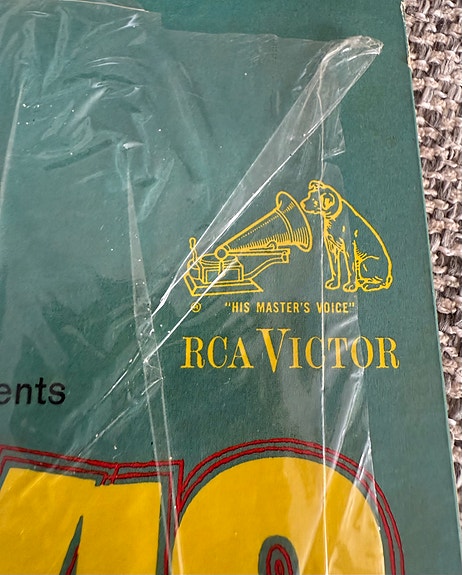 ® "HIS MASTER'S VOICE"
RCA VICTOR
ents